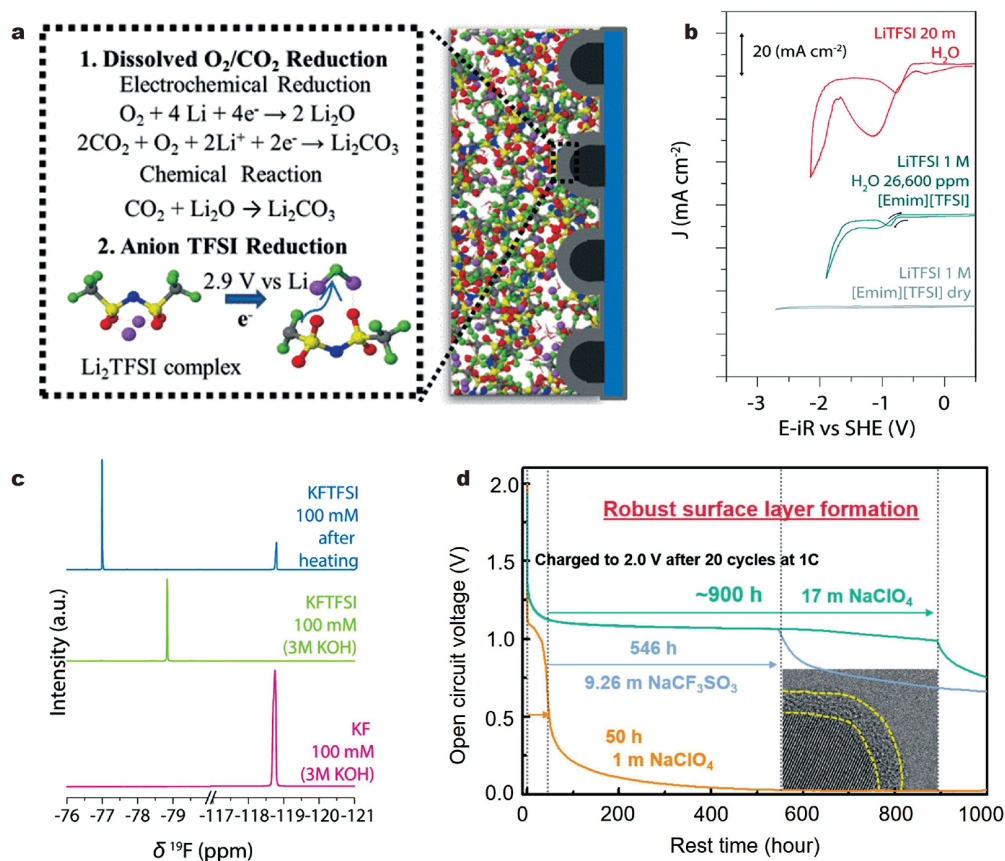 a
1. Dissolved O₂/CO₂ Reduction
Electrochemical Reduction
O₂ + 4 Li + 4e⁻ → 2 Li₂O
2CO₂ + O₂ + 2Li⁺ + 2e⁻ → Li₂CO₃
Chemical Reaction
CO₂ + Li₂O → Li₂CO₃
2. Anion TFSI Reduction
2.9 V vs Li
e⁻
Li₂TFSI complex
b
20 (mA cm⁻²)
LiTFSI 20 m
H₂O
LiTFSI 1 M
H₂O 26,600 ppm
[Emim][TFSI]
LiTFSI 1 M
[Emim][TFSI] dry
J (mA cm⁻²)
-3 -2 -1 0
E-iR vs SHE (V)
c
KFTFSI
100 mM
after
heating
KFTFSI
100 mM
(3M KOH)
KF
100 mM
(3M KOH)
Intensity (a.u.)
-76 -77 -78 -79 -117 -118 -119 -120 -121
δ ¹⁹F (ppm)
d
Robust surface layer formation
Charged to 2.0 V after 20 cycles at 1C
~900 h
17 m NaClO₄
546 h
9.26 m NaCF₃SO₃
50 h
1 m NaClO₄
Open circuit voltage (V)
2.0
1.5
1.0
0.5
0.0
0 200 400 600 800 1000
Rest time (hour)